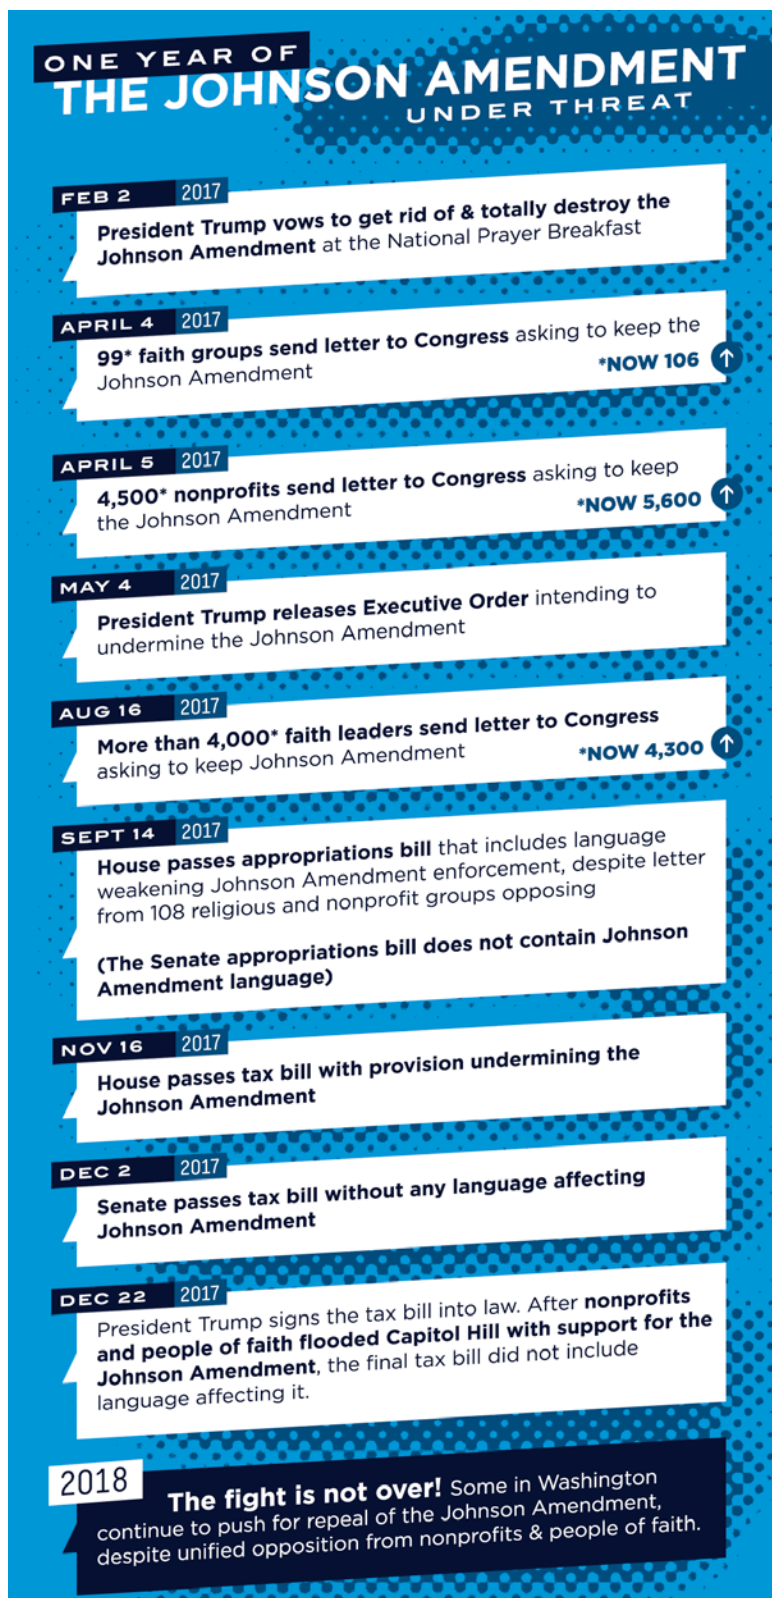 ONE YEAR OF
THE JOHNSON AMENDMENT
UNDER THREAT
FEB 2 2017
President Trump vows to get rid of & totally destroy the
Johnson Amendment at the National Prayer Breakfast
APRIL 4 2017
99* faith groups send letter to Congress asking to keep the
Johnson Amendment
*NOW 106 ↑
APRIL 5 2017
4,500* nonprofits send letter to Congress asking to keep
the Johnson Amendment
*NOW 5,600 ↑
MAY 4 2017
President Trump releases Executive Order intending to
undermine the Johnson Amendment
AUG 16 2017
More than 4,000* faith leaders send letter to Congress
asking to keep Johnson Amendment
*NOW 4,300 ↑
SEPT 14 2017
House passes appropriations bill that includes language
weakening Johnson Amendment enforcement, despite letter
from 108 religious and nonprofit groups opposing
(The Senate appropriations bill does not contain Johnson
Amendment language)
NOV 16 2017
House passes tax bill with provision undermining the
Johnson Amendment
DEC 2 2017
Senate passes tax bill without any language affecting
Johnson Amendment
DEC 22 2017
President Trump signs the tax bill into law. After nonprofits
and people of faith flooded Capitol Hill with support for the
Johnson Amendment, the final tax bill did not include
language affecting it.
2018
The fight is not over! Some in Washington
continue to push for repeal of the Johnson Amendment,
despite unified opposition from nonprofits & people of faith.